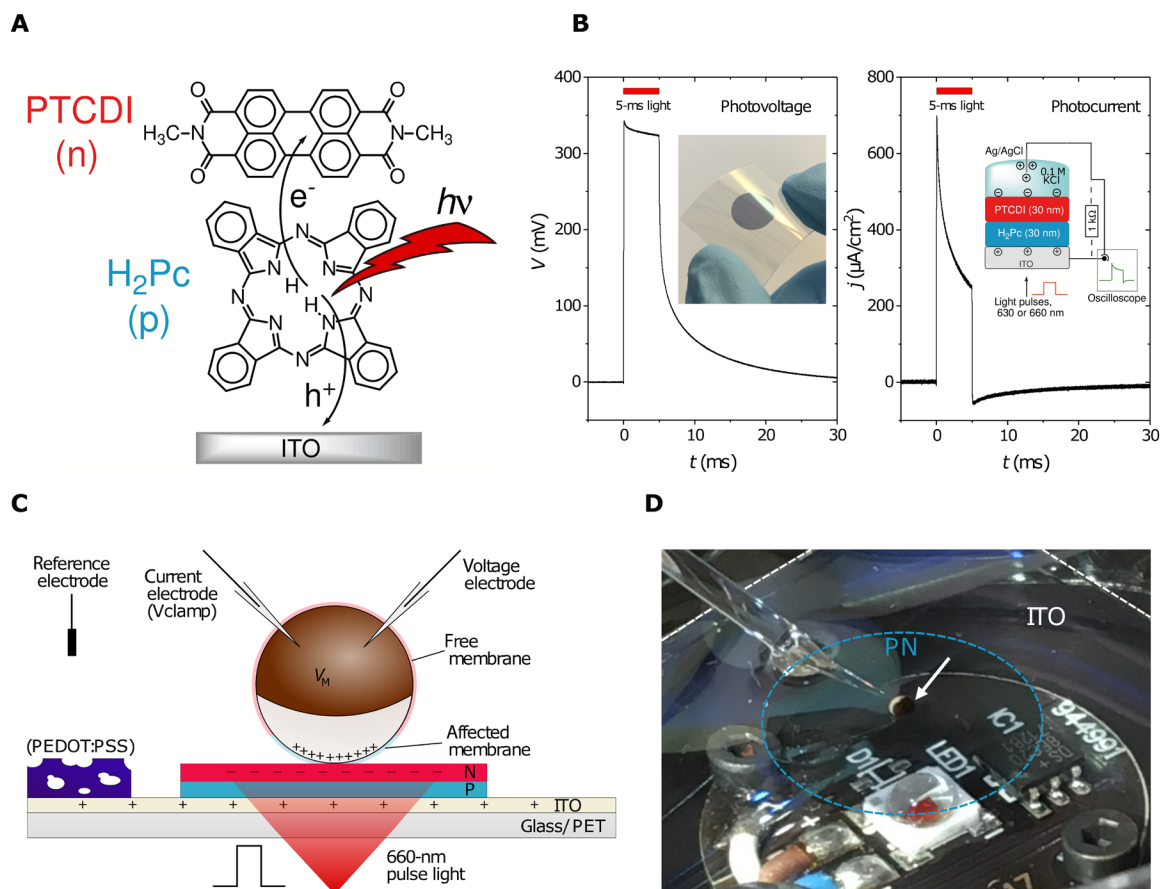 A
PTCDI
(n)
O
O
H₃C
N
N
CH₃
O
O
e⁻
hν
H₂Pc
(p)
N
N
N
N
H
H
N
N
N
N
h⁺
ITO
B
400
300
200
100
0
V (mV)
5-ms light
Photovoltage
0
10
20
30
t (ms)
800
600
400
200
0
j (µA/cm²)
5-ms light
Photocurrent
Ag/AgCl
0.1 M
KCl
PTCDI (30 nm)
H₂Pc (30 nm)
ITO
1 kΩ
Light pulses,
630 or 660 nm
Oscilloscope
0
10
20
30
t (ms)
C
Reference
electrode
Current
electrode
(Vclamp)
Voltage
electrode
Free
membrane
V_M
Affected
membrane
(PEDOT:PSS)
N
P
ITO
Glass/PET
660-nm
pulse light
D
ITO
PN
IC1
944991
D1
LED1